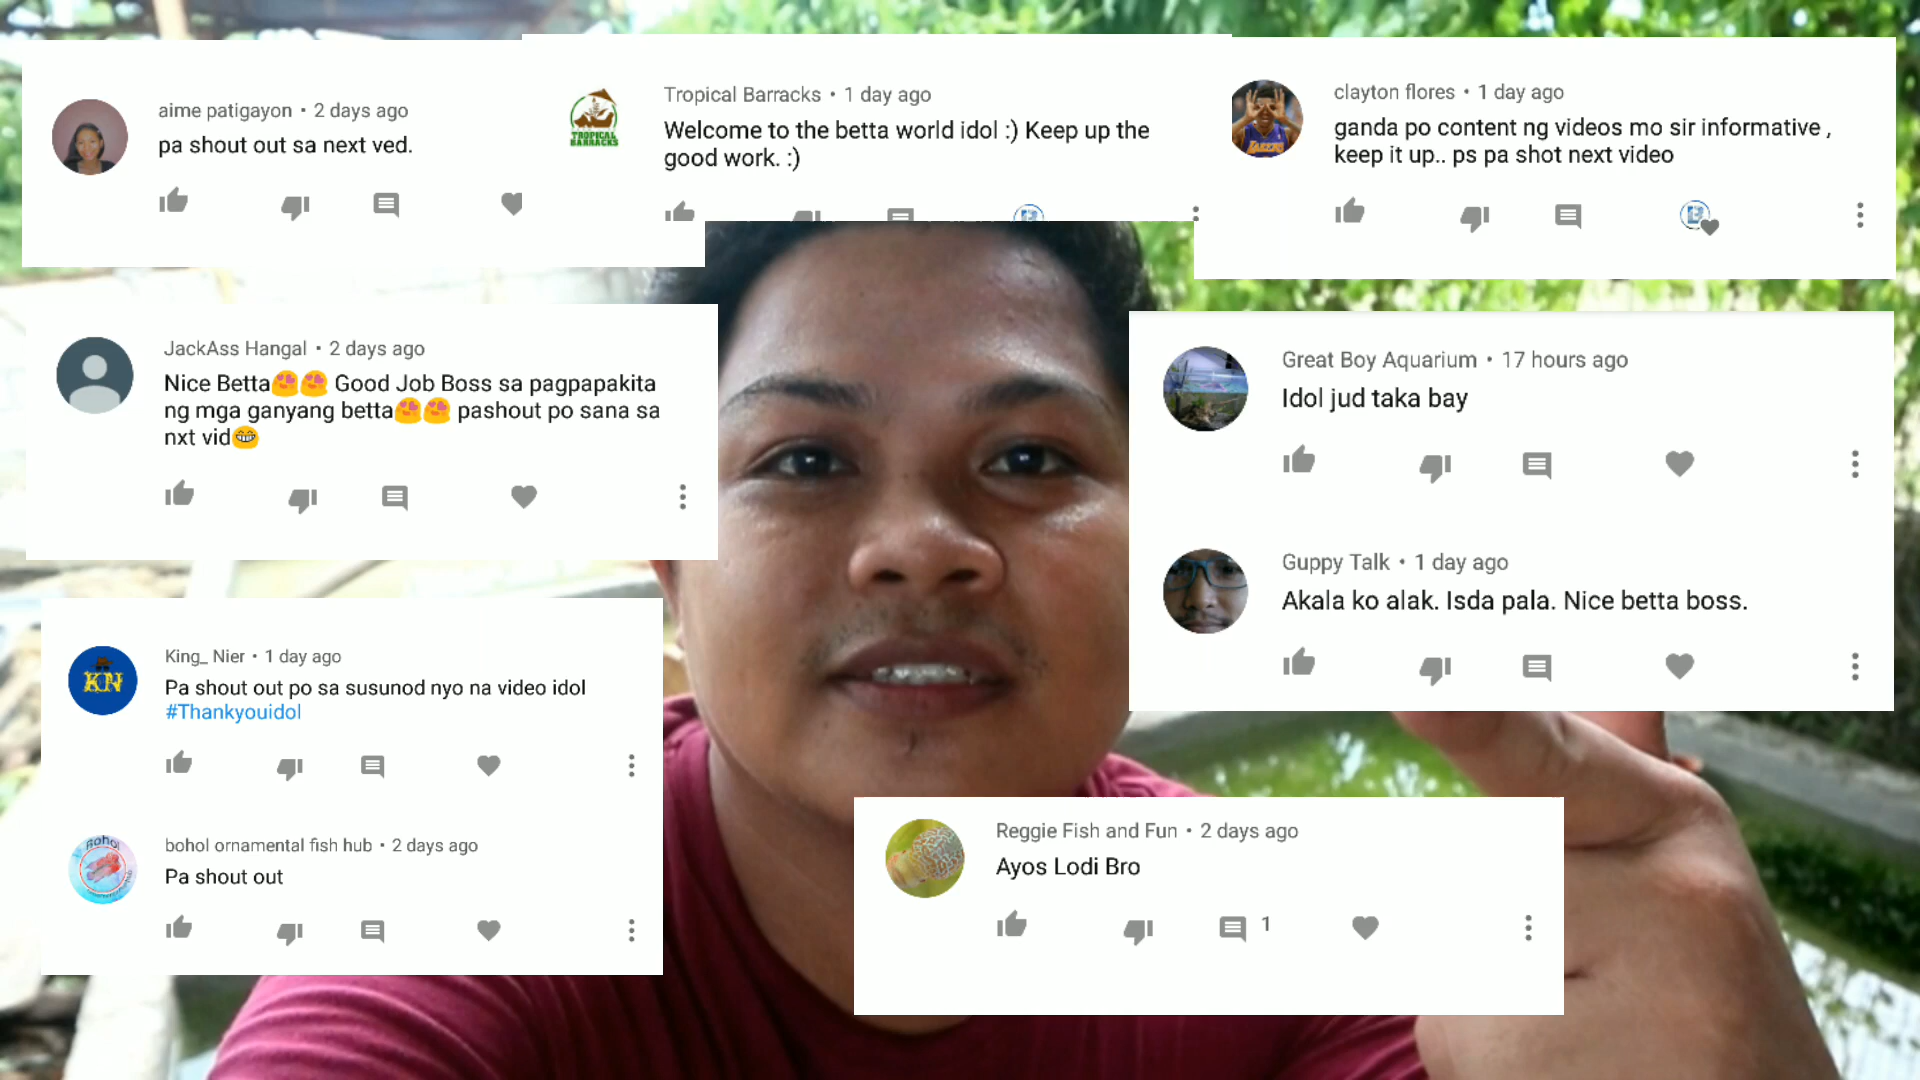 aime patigayon • 2 days ago
pa shout out sa next ved.
TROPICAL
BARRACKS
Tropical Barracks • 1 day ago
Welcome to the betta world idol :) Keep up the
good work. :)
LAKERS
clayton flores • 1 day ago
ganda po content ng videos mo sir informative ,
keep it up.. ps pa shot next video
JackAss Hangal • 2 days ago
Nice Betta😍😍 Good Job Boss sa pagpapakita
ng mga ganyang betta😍😍 pashout po sana sa
nxt vid😁
Great Boy Aquarium • 17 hours ago
Idol jud taka bay
Guppy Talk • 1 day ago
Akala ko alak. Isda pala. Nice betta boss.
KN
King_ Nier • 1 day ago
Pa shout out po sa susunod nyo na video idol
#Thankyouidol
Bohol
bohol ornamental fish hub • 2 days ago
Pa shout out
Reggie Fish and Fun • 2 days ago
Ayos Lodi Bro
1